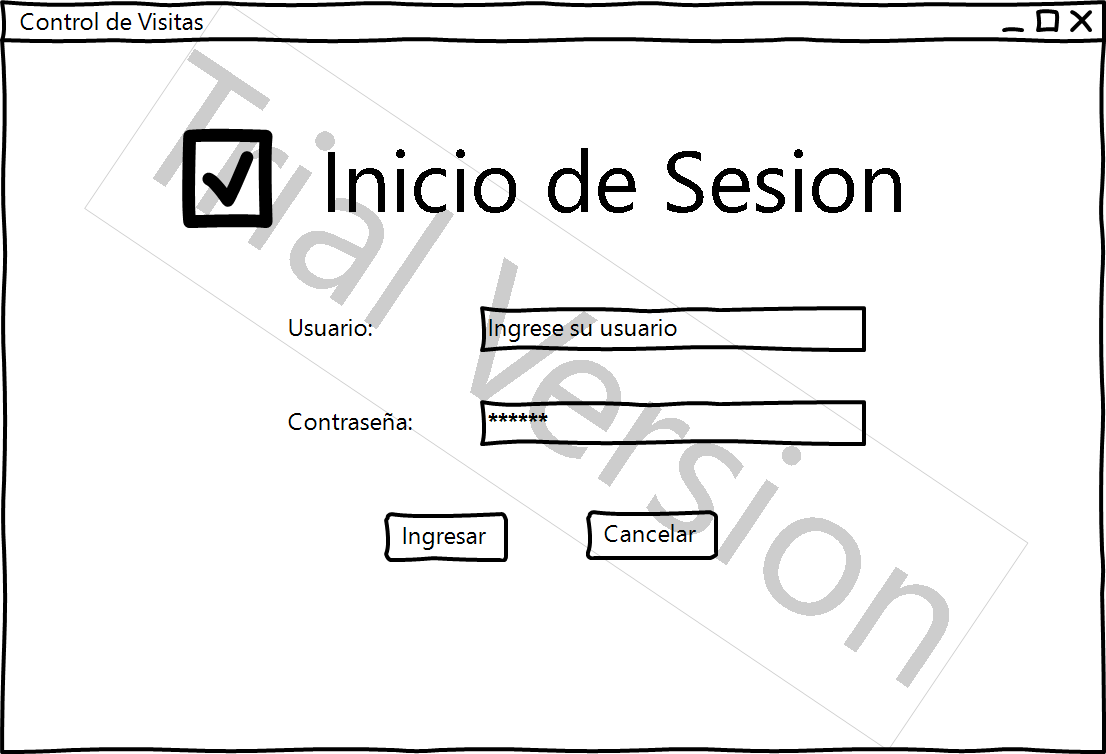 Control de Visitas
Inicio de Sesion
Usuario: Ingrese su usuario
Contraseña: ******
Ingresar Cancelar
Trial Version